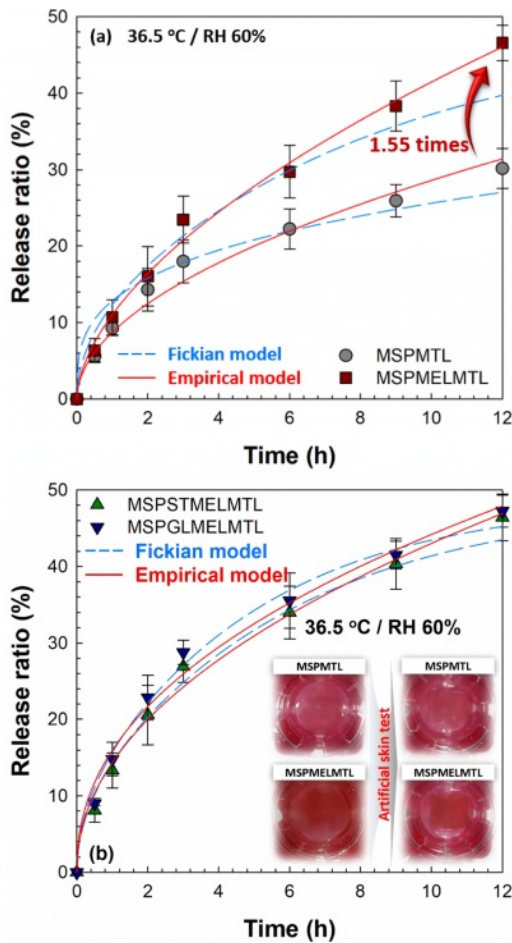 (a) 36.5 °C / RH 60%
50
40
30
20
10
0
Release ratio (%)
1.55 times
Fickian model
Empirical model
MSPMTL
MSPMELMTL
0 2 4 6 8 10 12
Time (h)
50
40
30
20
10
0
Release ratio (%)
MSPSTMELMTL
MSPGLMELMTL
Fickian model
Empirical model
36.5 °C / RH 60%
MSPMTL
MSPMTL
Artificial skin test
MSPMELMTL
MSPMELMTL
(b)
0 2 4 6 8 10 12
Time (h)